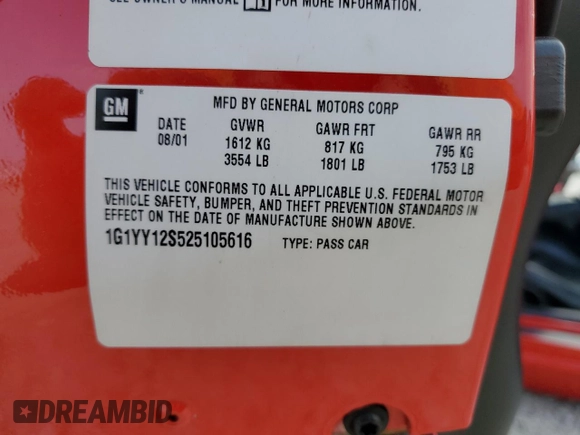 SEE OWNER'S MANUAL FOR MORE INFORMATION.
GM
MFD BY GENERAL MOTORS CORP
DATE GVWR GAWR FRT GAWR RR
08/01 1612 KG 817 KG 795 KG
3554 LB 1801 LB 1753 LB
THIS VEHICLE CONFORMS TO ALL APPLICABLE U.S. FEDERAL MOTOR
VEHICLE SAFETY, BUMPER, AND THEFT PREVENTION STANDARDS IN
EFFECT ON THE DATE OF MANUFACTURE SHOWN ABOVE.
1G1YY12S525105616 TYPE: PASS CAR
DREAMBID